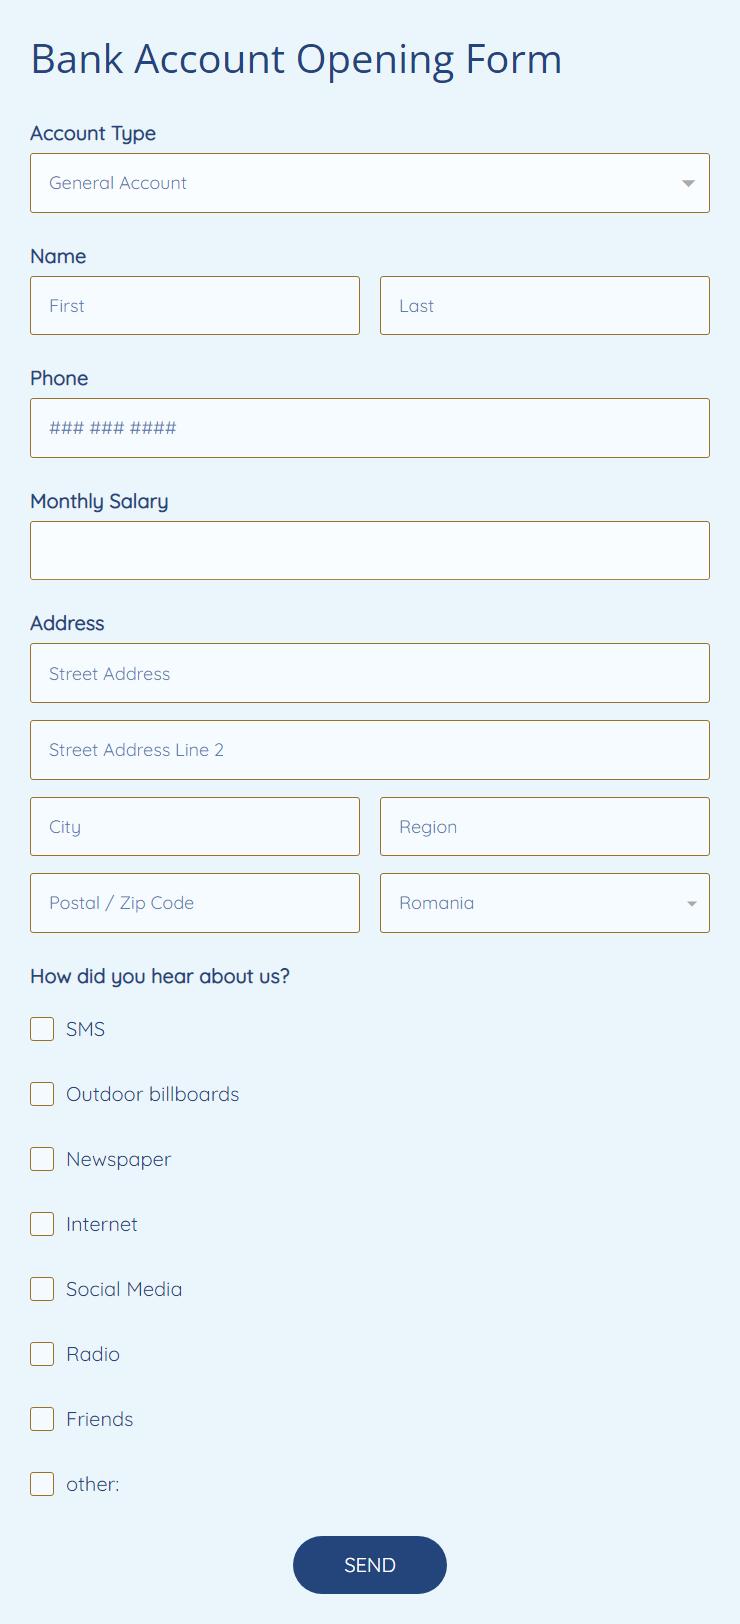 Bank Account Opening Form
Account Type
General Account
Name
First Last
Phone
### ### ####
Monthly Salary
Address
Street Address
Street Address Line 2
City Region
Postal / Zip Code Romania
How did you hear about us?
SMS
Outdoor billboards
Newspaper
Internet
Social Media
Radio
Friends
other:
SEND